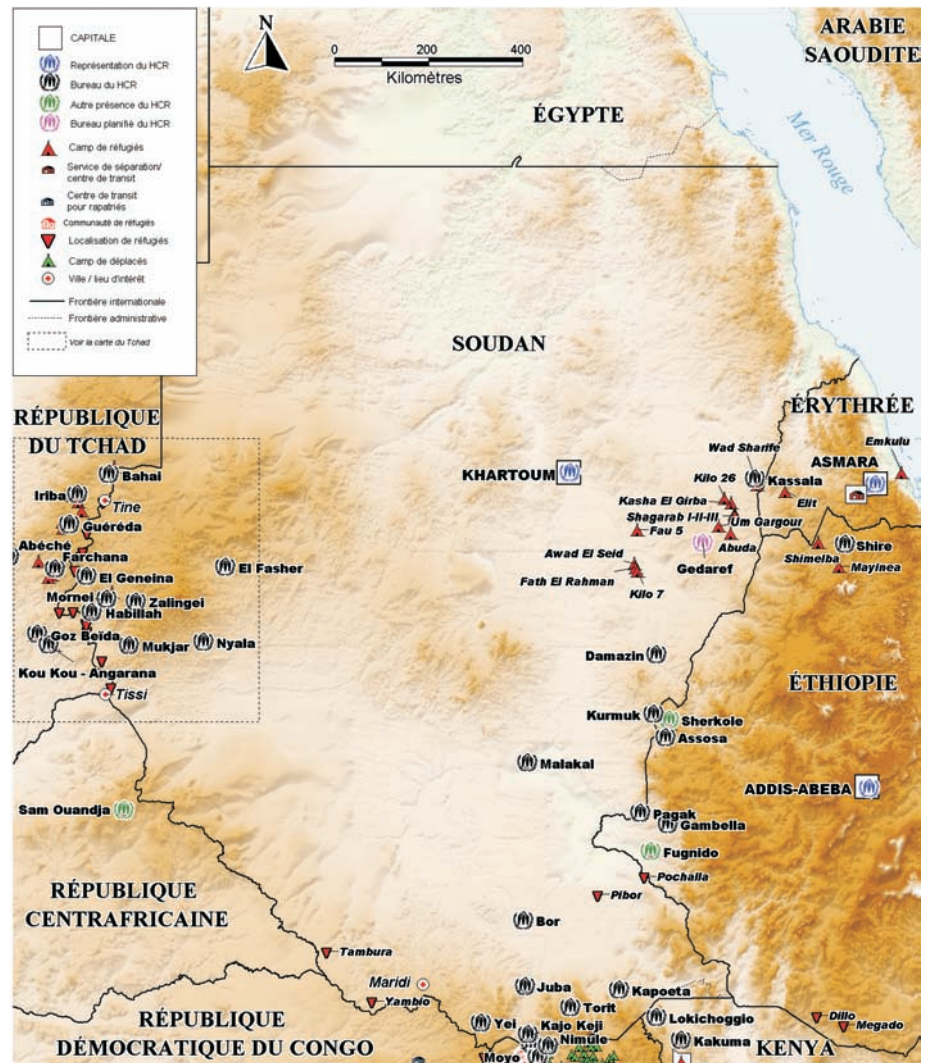 CAPITALE
Représentation du HCR
Bureau du HCR
Autre présence du HCR
Bureau planifié du HCR
Camp de réfugiés
Service de séparation/
centre de transit
Centre de transit
pour rapatriés
Communauté de réfugiés
Localisation de réfugiés
Camp de déplacés
Ville / lieu d'intérêt
Frontière internationale
Frontière administrative
Voir la carte du Tchad
N
0 200 400
Kilomètres
ARABIE
SAOUDITE
ÉGYPTE
Mer Rouge
SOUDAN
RÉPUBLIQUE
DU TCHAD
ÉRYTHRÉE
Emkulu
Wad Sharife
ASMARA
KHARTOUM
Kilo 26
Kassala
Bahai
Iriba
Tine
Kasha El Girba
Elit
Shagarab I-II-III
Um Gargour
Guéréda
Fau 5
Abuda
Abéché
Farchana
Gedaref
Shimelba
Shire
Mayinea
El Geneina
El Fasher
Awad El Seid
Fath El Rahman
Kilo 7
Mornei
Zalingei
Habillah
Goz Beïda
Mukjar
Nyala
Damazin
Kou Kou - Angarana
Tissi
ÉTHIOPIE
Kurmuk
Sherkole
Assosa
Malakal
ADDIS-ABEBA
Sam Ouandja
Pagak
Gambella
Fugnido
Pochalla
RÉPUBLIQUE
CENTRAFRICAINE
Pibor
Bor
Tambura
Maridi
Juba
Kapoeta
Yambio
Torit
RÉPUBLIQUE
DÉMOCRATIQUE DU CONGO
Yei
Kajo Keji
Nimule
Moyo
Lokichoggio
Kakuma
KENYA
Dillo
Megado